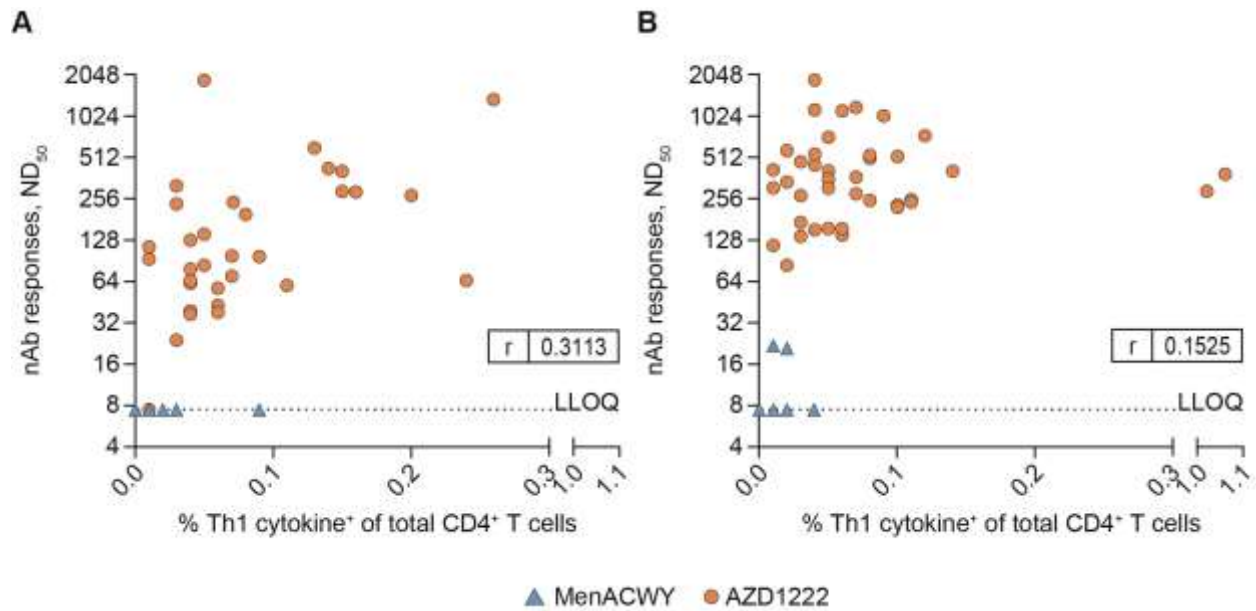 A
B
2048
1024
512
256
128
64
32
16
8
4
nAb responses, ND₅₀
r 0.3113
LLOQ
0.0
0.1
0.2
0.3
1.0
1.1
% Th1 cytokine⁺ of total CD4⁺ T cells
2048
1024
512
256
128
64
32
16
8
4
nAb responses, ND₅₀
r 0.1525
LLOQ
0.0
0.1
0.2
0.3
1.0
1.1
% Th1 cytokine⁺ of total CD4⁺ T cells
MenACWY AZD1222